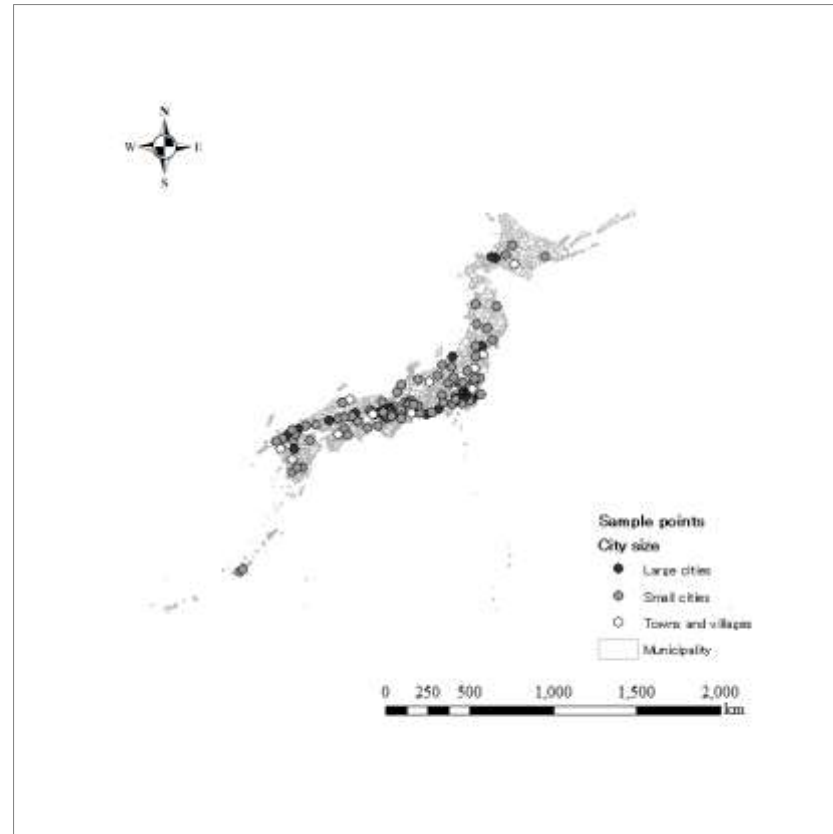 N
W E
S
Sample points
City size
Large cities
Small cities
Towns and villages
Municipality
0 250 500 1,000 1,500 2,000
km